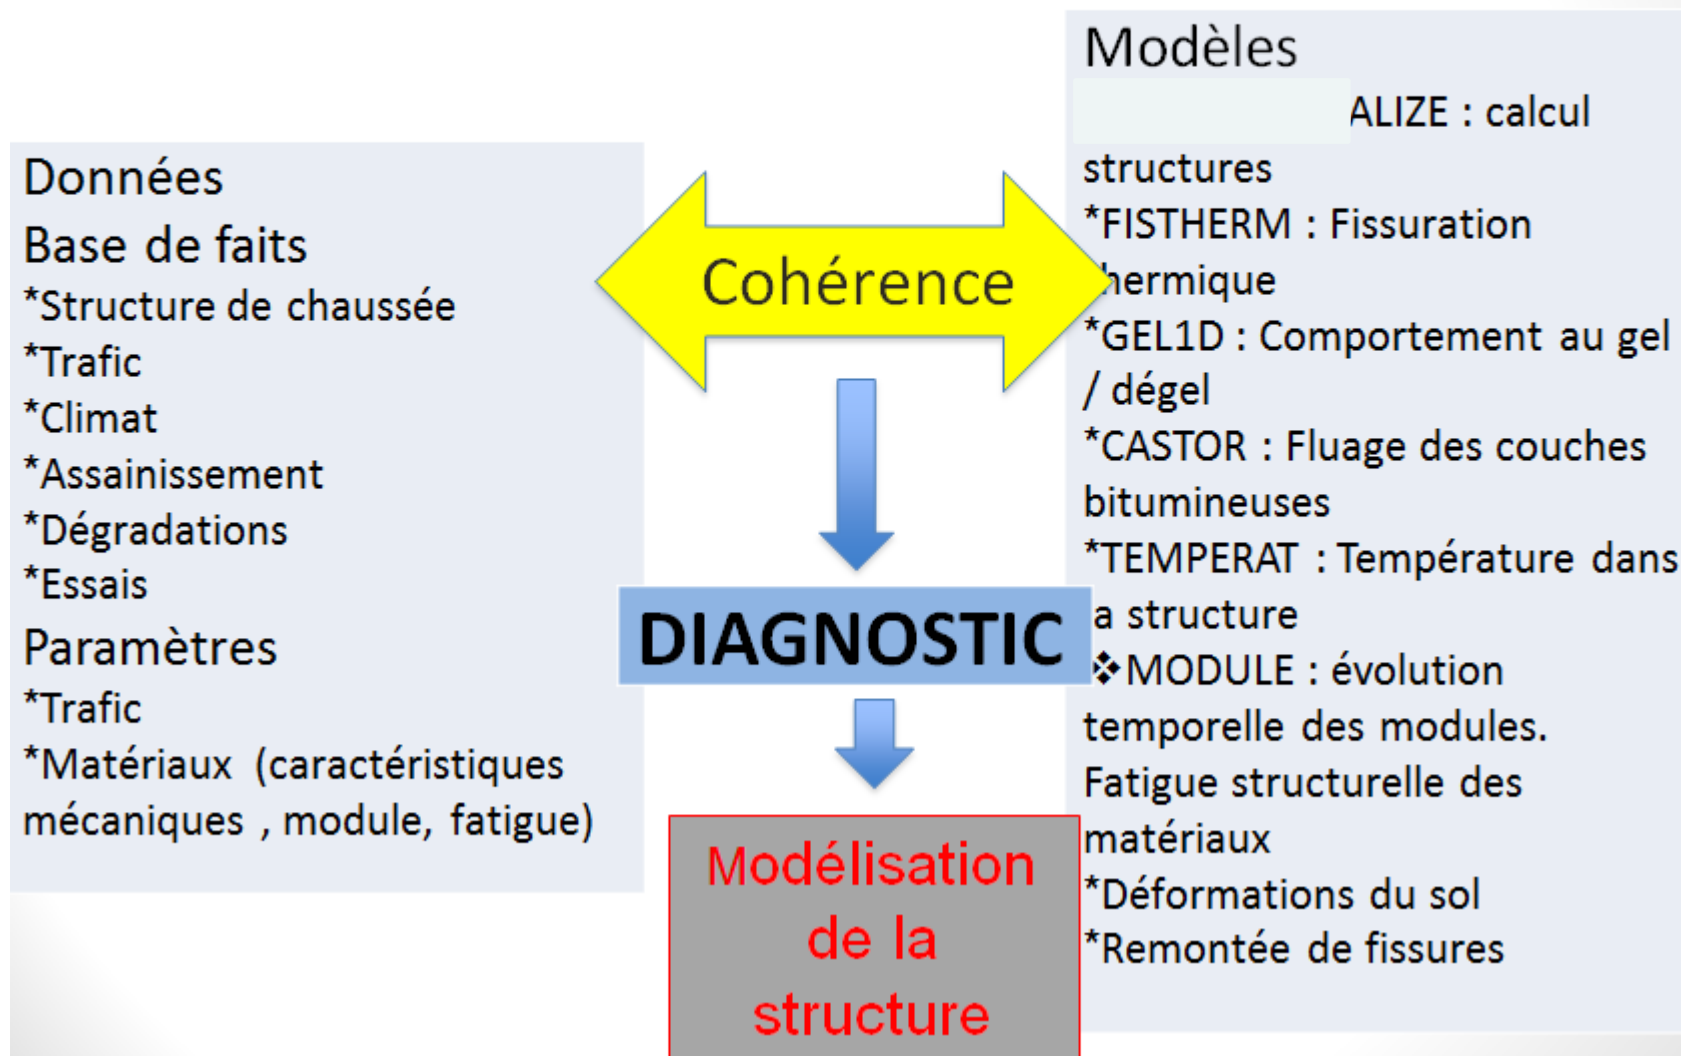 Données
Base de faits
*Structure de chaussée
*Trafic
*Climat
*Assainissement
*Dégradations
*Essais
Paramètres
*Trafic
*Matériaux (caractéristiques
mécaniques , module, fatigue)
Cohérence
DIAGNOSTIC
Modélisation
de la
structure
Modèles
ALIZE : calcul
structures
*FISTHERM : Fissuration
hermique
*GEL1D : Comportement au gel
/ dégel
*CASTOR : Fluage des couches
bitumineuses
*TEMPERAT : Température dans
a structure
❖MODULE : évolution
temporelle des modules.
Fatigue structurelle des
matériaux
*Déformations du sol
*Remontée de fissures